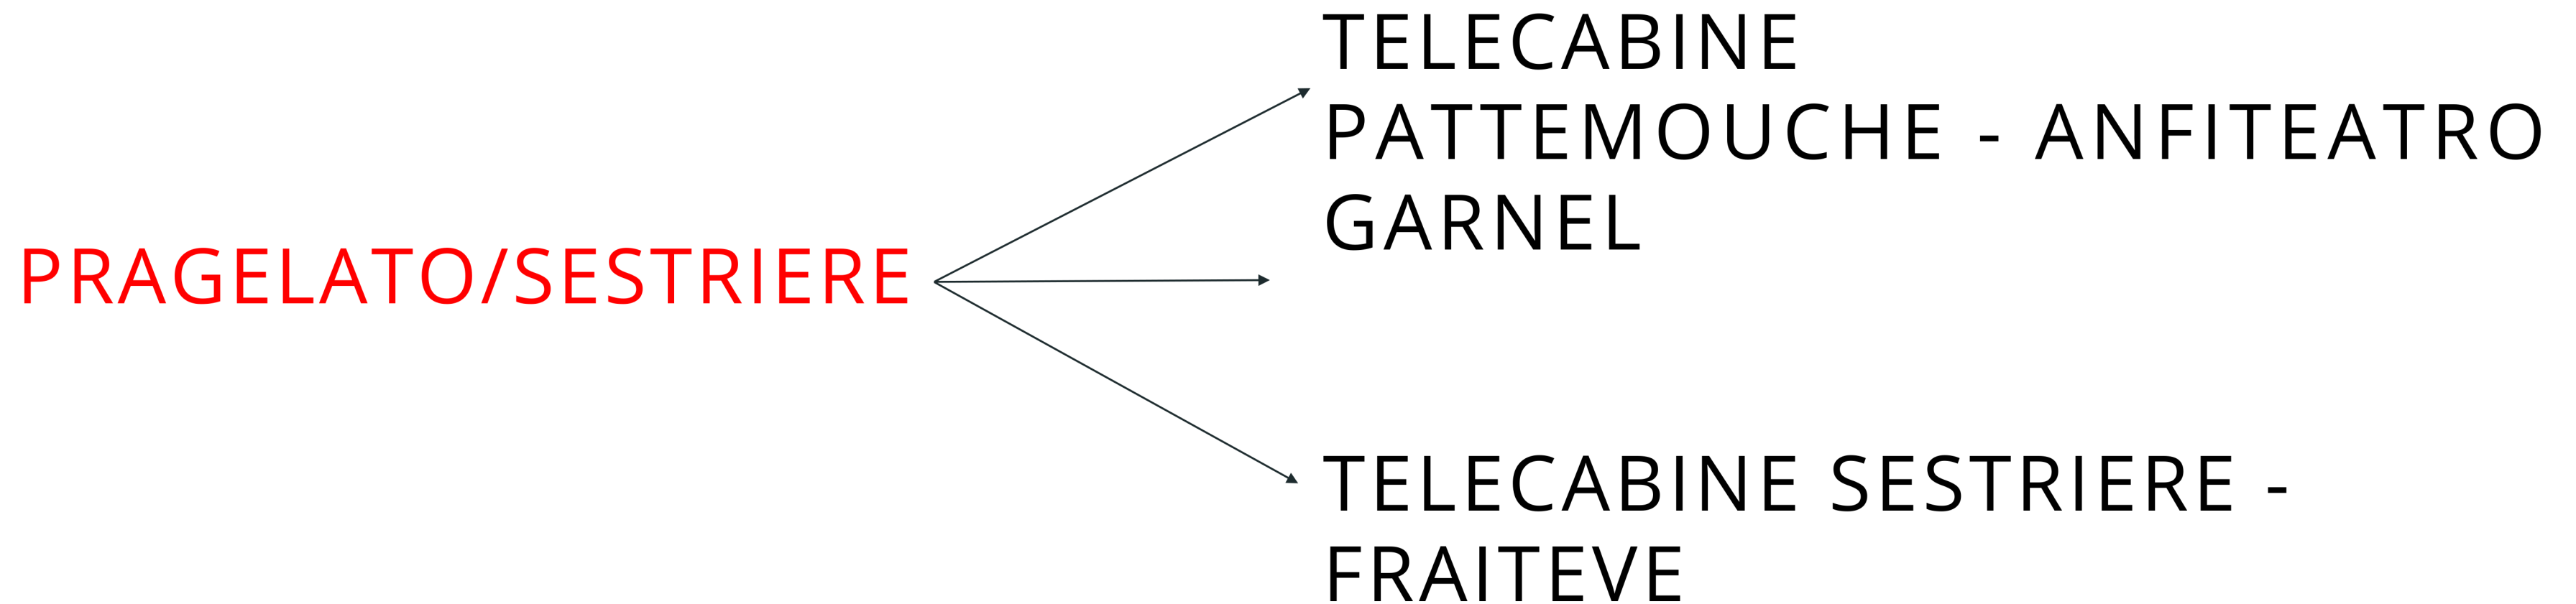 PRAGELATO/SESTRIERE
TELECABINE
PATTEMOUCHE - ANFITEATRO
GARNEL
TELECABINE SESTRIERE -
FRAITEVE